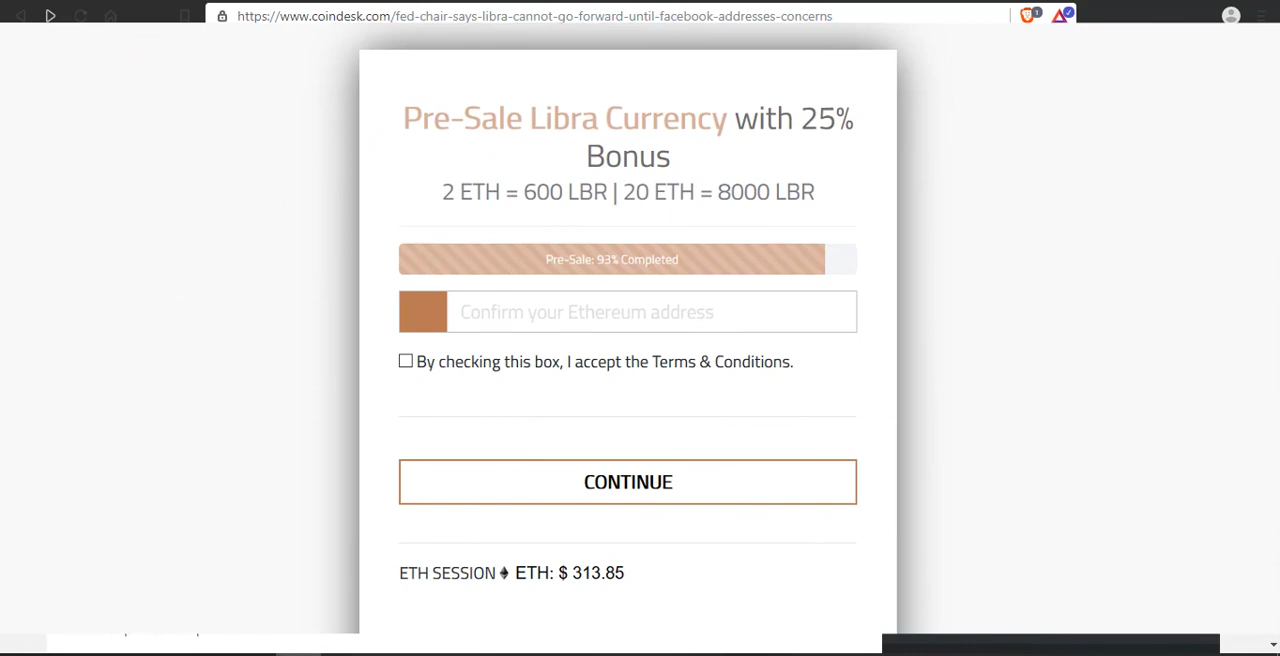 https://www.coindesk.com/fed-chair-says-libra-cannot-go-forward-until-facebook-addresses-concerns
1
Pre-Sale Libra Currency with 25%
Bonus
2 ETH = 600 LBR | 20 ETH = 8000 LBR
Pre-Sale: 93% Completed
Confirm your Ethereum address
By checking this box, I accept the Terms & Conditions.
CONTINUE
ETH SESSION ETH: $ 313.85